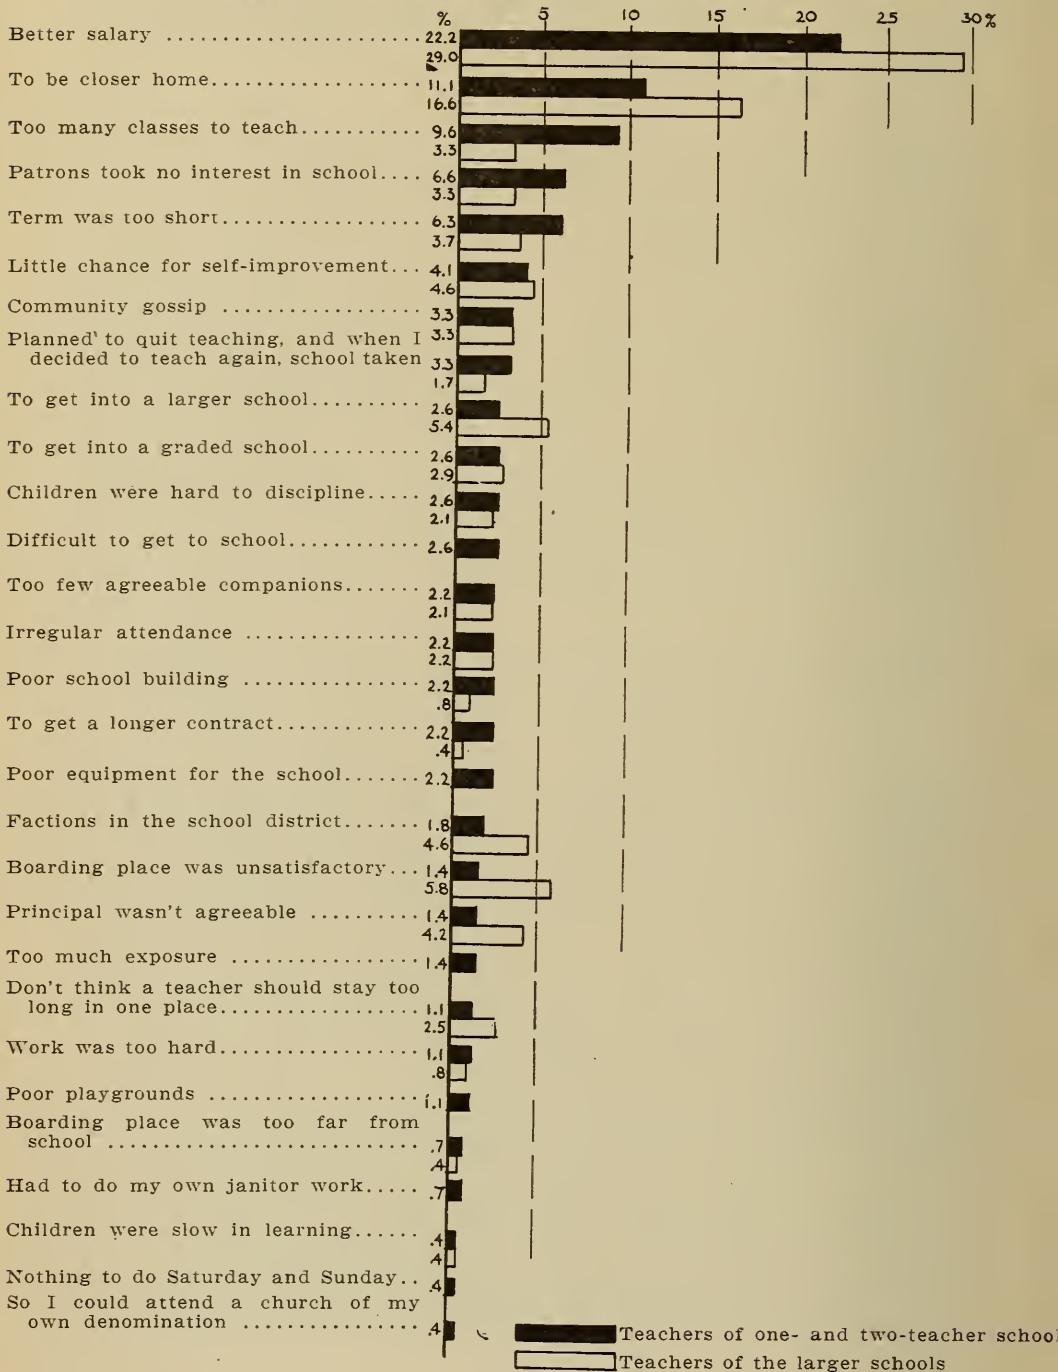 % 5 10 15 20 25 30%
Better salary ...................... 22.2
29.0
To be closer home.................. 11.1
16.6
Too many classes to teach.......... 9.6
3.3
Patrons took no interest in school.... 6.6
3.3
Term was too short................. 6.3
3.7
Little chance for self-improvement... 4.1
4.6
Community gossip ................. 3.3
3.3
Planned to quit teaching, and when I
decided to teach again, school taken 3.3
1.7
To get into a larger school.......... 2.6
5.4
To get into a graded school.......... 2.6
2.9
Children were hard to discipline..... 2.6
2.1
Difficult to get to school............ 2.6
Too few agreeable companions....... 2.2
2.1
Irregular attendance ............... 2.2
2.2
Poor school building ............... 2.2
.8
To get a longer contract............. 2.2
.4
Poor equipment for the school....... 2.2
Factions in the school district....... 1.8
4.6
Boarding place was unsatisfactory... 1.4
5.8
Principal wasn't agreeable .......... 1.4
4.2
Too much exposure ................. 1.4
Don't think a teacher should stay too
long in one place................. 1.1
2.5
Work was too hard.................. 1.1
.8
Poor playgrounds .................. 1.1
Boarding place was too far from
school ........................... .7
.4
Had to do my own janitor work..... .7
Children were slow in learning...... .4
.4
Nothing to do Saturday and Sunday.. .4
So I could attend a church of my
own denomination ................ .4
Teachers of one- and two-teacher school
Teachers of the larger schools